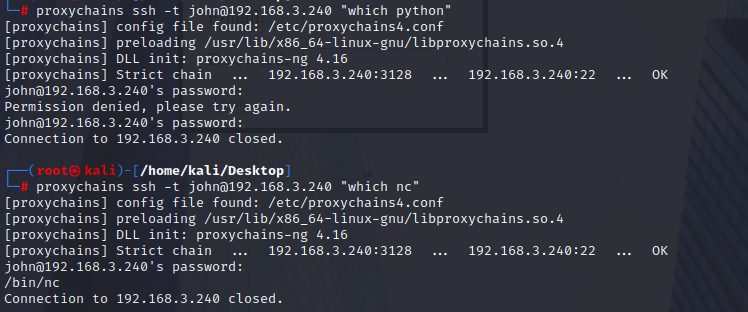 └─# proxychains ssh -t john@192.168.3.240 "which python"
[proxychains] config file found: /etc/proxychains4.conf
[proxychains] preloading /usr/lib/x86_64-linux-gnu/libproxychains.so.4
[proxychains] DLL init: proxychains-ng 4.16
[proxychains] Strict chain  ...  192.168.3.240:3128  ...  192.168.3.240:22  ...  OK
john@192.168.3.240's password:
Permission denied, please try again.
john@192.168.3.240's password:
Connection to 192.168.3.240 closed.
┌──(root㉿kali)-[/home/kali/Desktop]
└─# proxychains ssh -t john@192.168.3.240 "which nc"
[proxychains] config file found: /etc/proxychains4.conf
[proxychains] preloading /usr/lib/x86_64-linux-gnu/libproxychains.so.4
[proxychains] DLL init: proxychains-ng 4.16
[proxychains] Strict chain  ...  192.168.3.240:3128  ...  192.168.3.240:22  ...  OK
john@192.168.3.240's password:
/bin/nc
Connection to 192.168.3.240 closed.